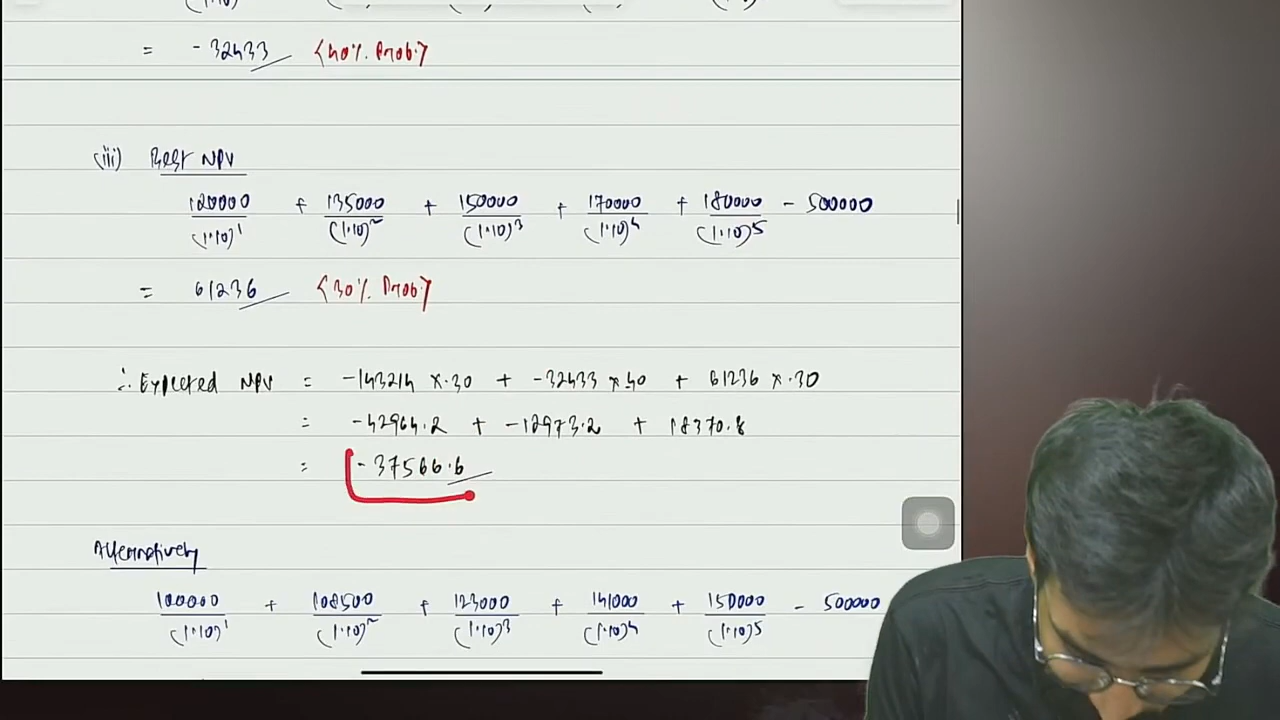 = -32433 <40% Prob>
(iii) Best NPV
120000/(1.10)^1 + 135000/(1.10)^2 + 150000/(1.10)^3 + 170000/(1.10)^4 + 180000/(1.10)^5 - 500000
= 61236 <30% Prob>
∴ Expected NPV = -143214 x .30 + -32433 x .40 + 61236 x .30
= -42964.2 + -12973.2 + 18370.8
= -37566.6
Alternatively
100000/(1.10)^1 + 108500/(1.10)^2 + 123000/(1.10)^3 + 141000/(1.10)^4 + 150000/(1.10)^5 - 500000